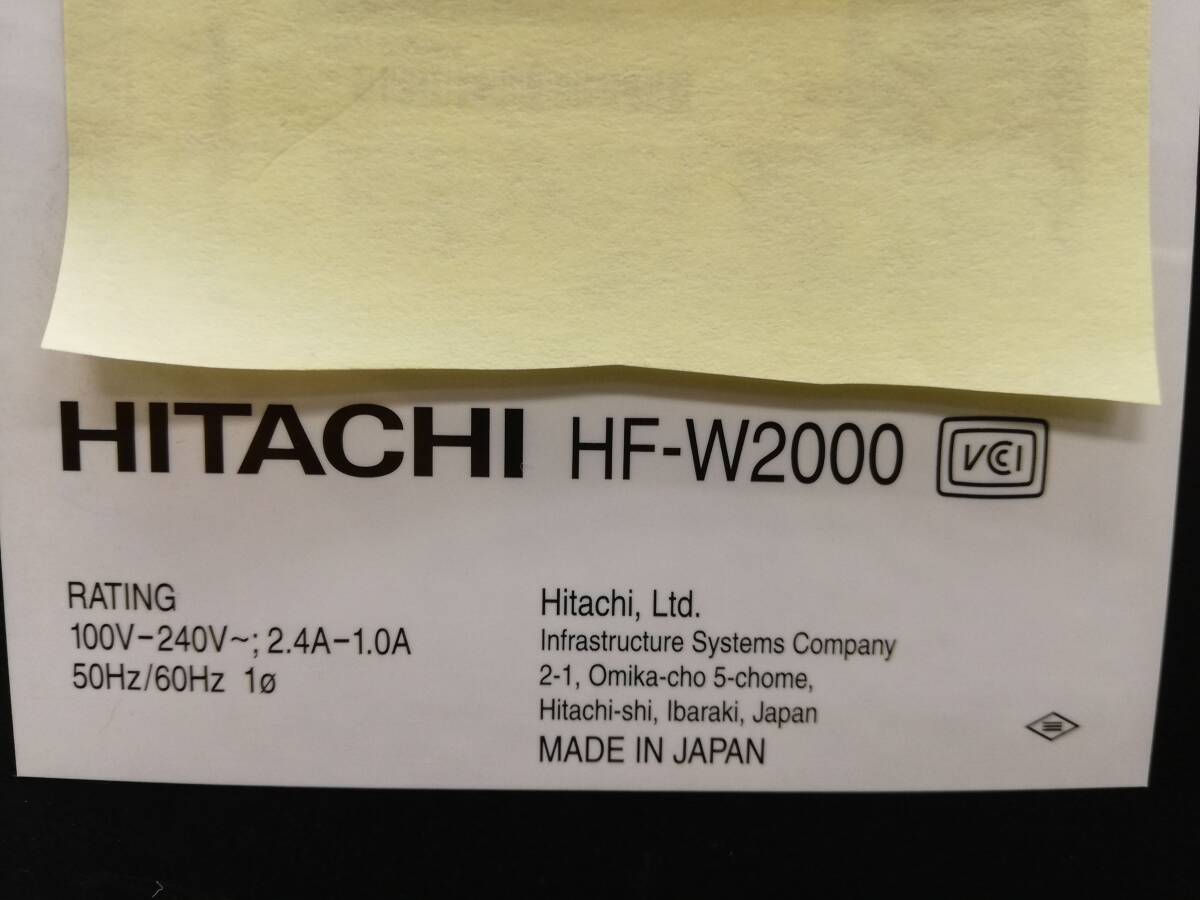 HITACHI HF-W2000 VCCI
RATING
100V-240V~; 2.4A-1.0A
50Hz/60Hz 1ø
Hitachi, Ltd.
Infrastructure Systems Company
2-1, Omika-cho 5-chome,
Hitachi-shi, Ibaraki, Japan
MADE IN JAPAN